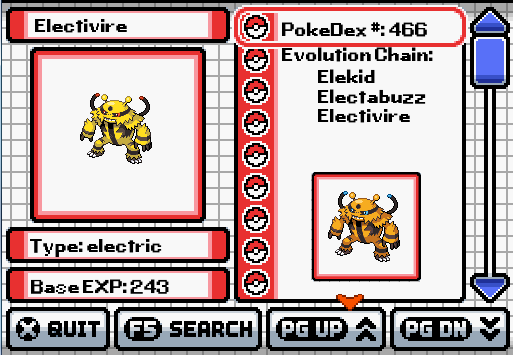 Electivire
PokeDex #: 466
Evolution Chain:
Elekid
Electabuzz
Electivire
Type: electric
Base EXP: 243
X QUIT
F5 SEARCH
PG UP
PG DN